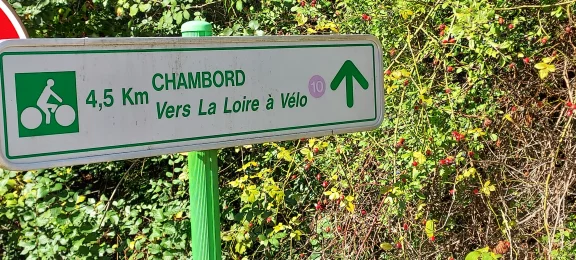 4,5 Km CHAMBORD
Vers La Loire à Vélo 10